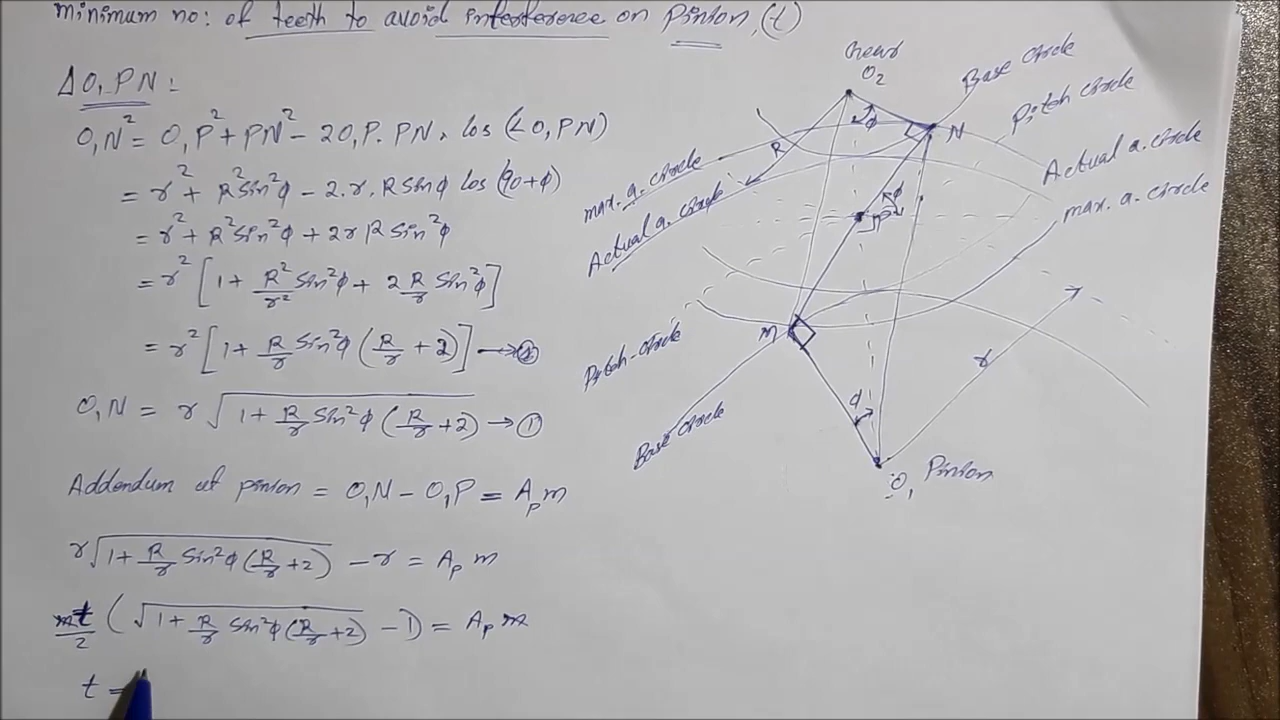 minimum no: of teeth to avoid interference on Pinion, (t)
Δ O₁PN :
O₁N² = O₁P² + PN² - 2O₁P. PN. Cos (∠O₁PN)
= r² + R²Sin²φ - 2.r. R Sinφ Cos (90+φ)
= r² + R²Sin²φ + 2rR Sin²φ
= r² [1 + R²/r² Sin²φ + 2 R/r Sin²φ]
= r² [1 + R/r Sin²φ (R/r + 2)] →
O₁N = r √(1 + R/r Sin²φ (R/r + 2)) → ①
Addendum of pinion = O₁N - O₁P = Aₚm
r √(1 + R/r Sin²φ (R/r + 2)) - r = Aₚ m
mt/2 (√(1 + R/r Sin²φ (R/r + 2)) - 1) = Aₚ m
t =
Gear
O₂
Base Circle
Pitch Circle
φ
N
R
Actual a. Circle
max. a. circle
max. a. Circle
Actual a. Circle
φ
P
M
Pitch-circle
r
φ
Base Circle
O₁ Pinion